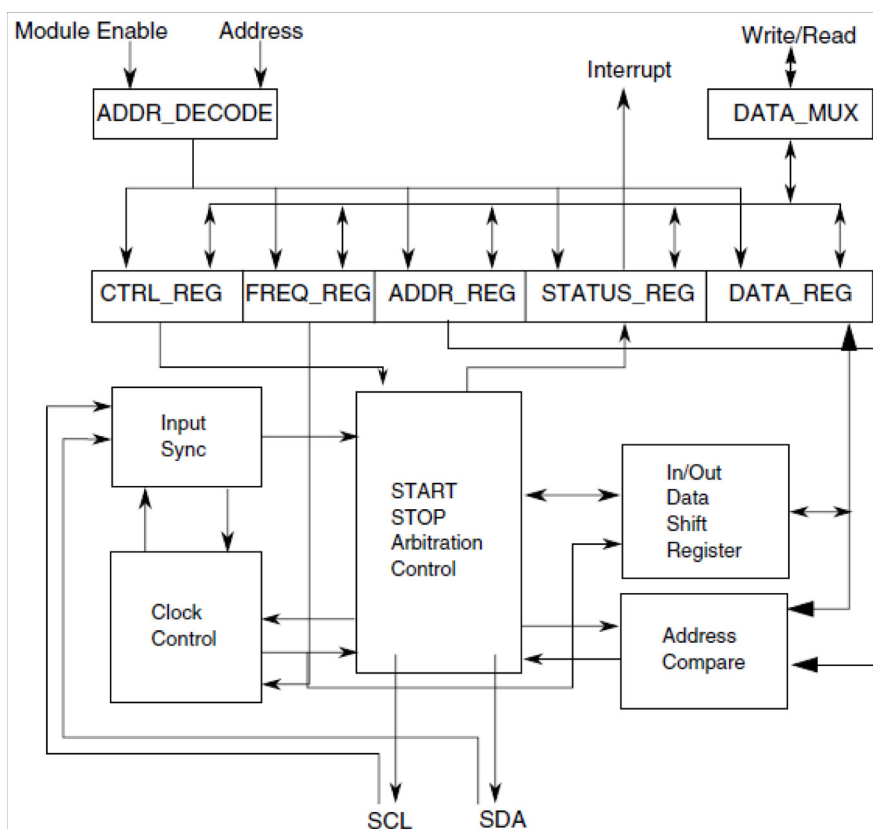 Module Enable
Address
Write/Read
Interrupt
ADDR_DECODE
DATA_MUX
CTRL_REG
FREQ_REG
ADDR_REG
STATUS_REG
DATA_REG
Input
Sync
START
STOP
Arbitration
Control
In/Out
Data
Shift
Register
Clock
Control
Address
Compare
SCL
SDA